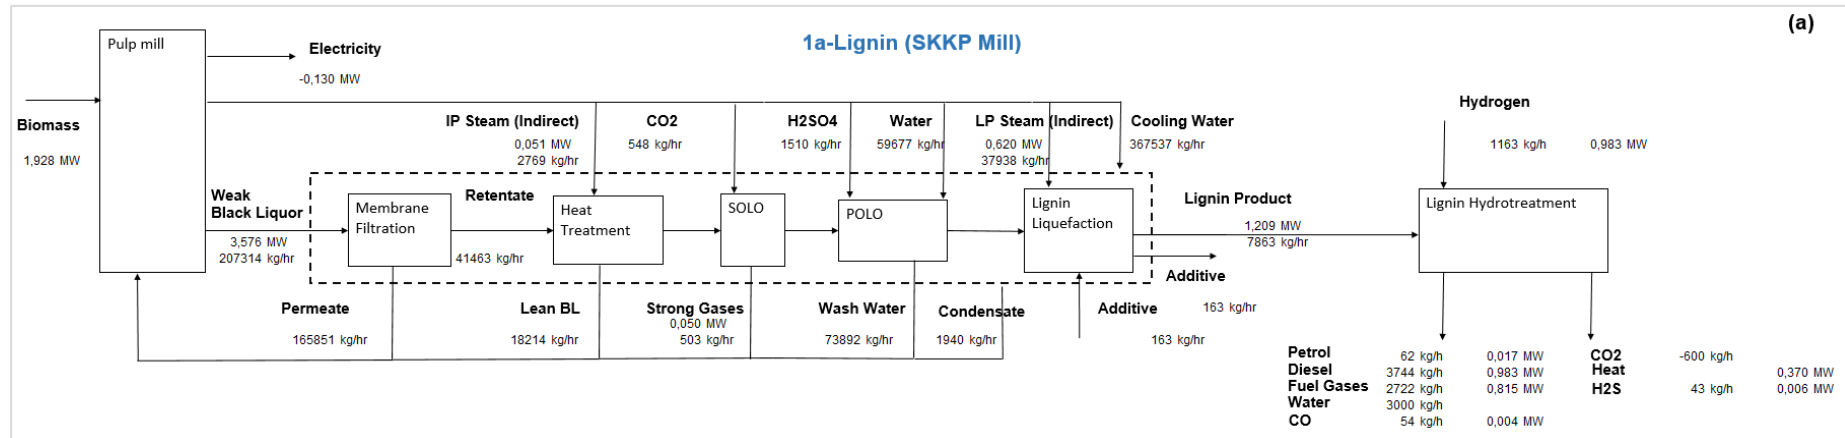 (a)
1a-Lignin (SKKP Mill)
Pulp mill
Electricity
-0,130 MW
Biomass
1,928 MW
IP Steam (Indirect)
0,051 MW
2769 kg/hr
CO2
548 kg/hr
H2SO4
1510 kg/hr
Water
59677 kg/hr
LP Steam (Indirect)
0,620 MW
37938 kg/hr
Cooling Water
367537 kg/hr
Hydrogen
1163 kg/h 0,983 MW
Weak
Black Liquor
3,576 MW
207314 kg/hr
Membrane
Filtration
Retentate
41463 kg/hr
Heat
Treatment
SOLO
POLO
Lignin
Liquefaction
Lignin Product
1,209 MW
7863 kg/hr
Lignin Hydrotreatment
Additive
163 kg/hr
Permeate
165851 kg/hr
Lean BL
18214 kg/hr
Strong Gases
0,050 MW
503 kg/hr
Wash Water
73892 kg/hr
Condensate
1940 kg/hr
Additive
163 kg/hr
Petrol 62 kg/h 0,017 MW CO2 -600 kg/h
Diesel 3744 kg/h 0,983 MW Heat 0,370 MW
Fuel Gases 2722 kg/h 0,815 MW H2S 43 kg/h 0,006 MW
Water 3000 kg/h
CO 54 kg/h 0,004 MW